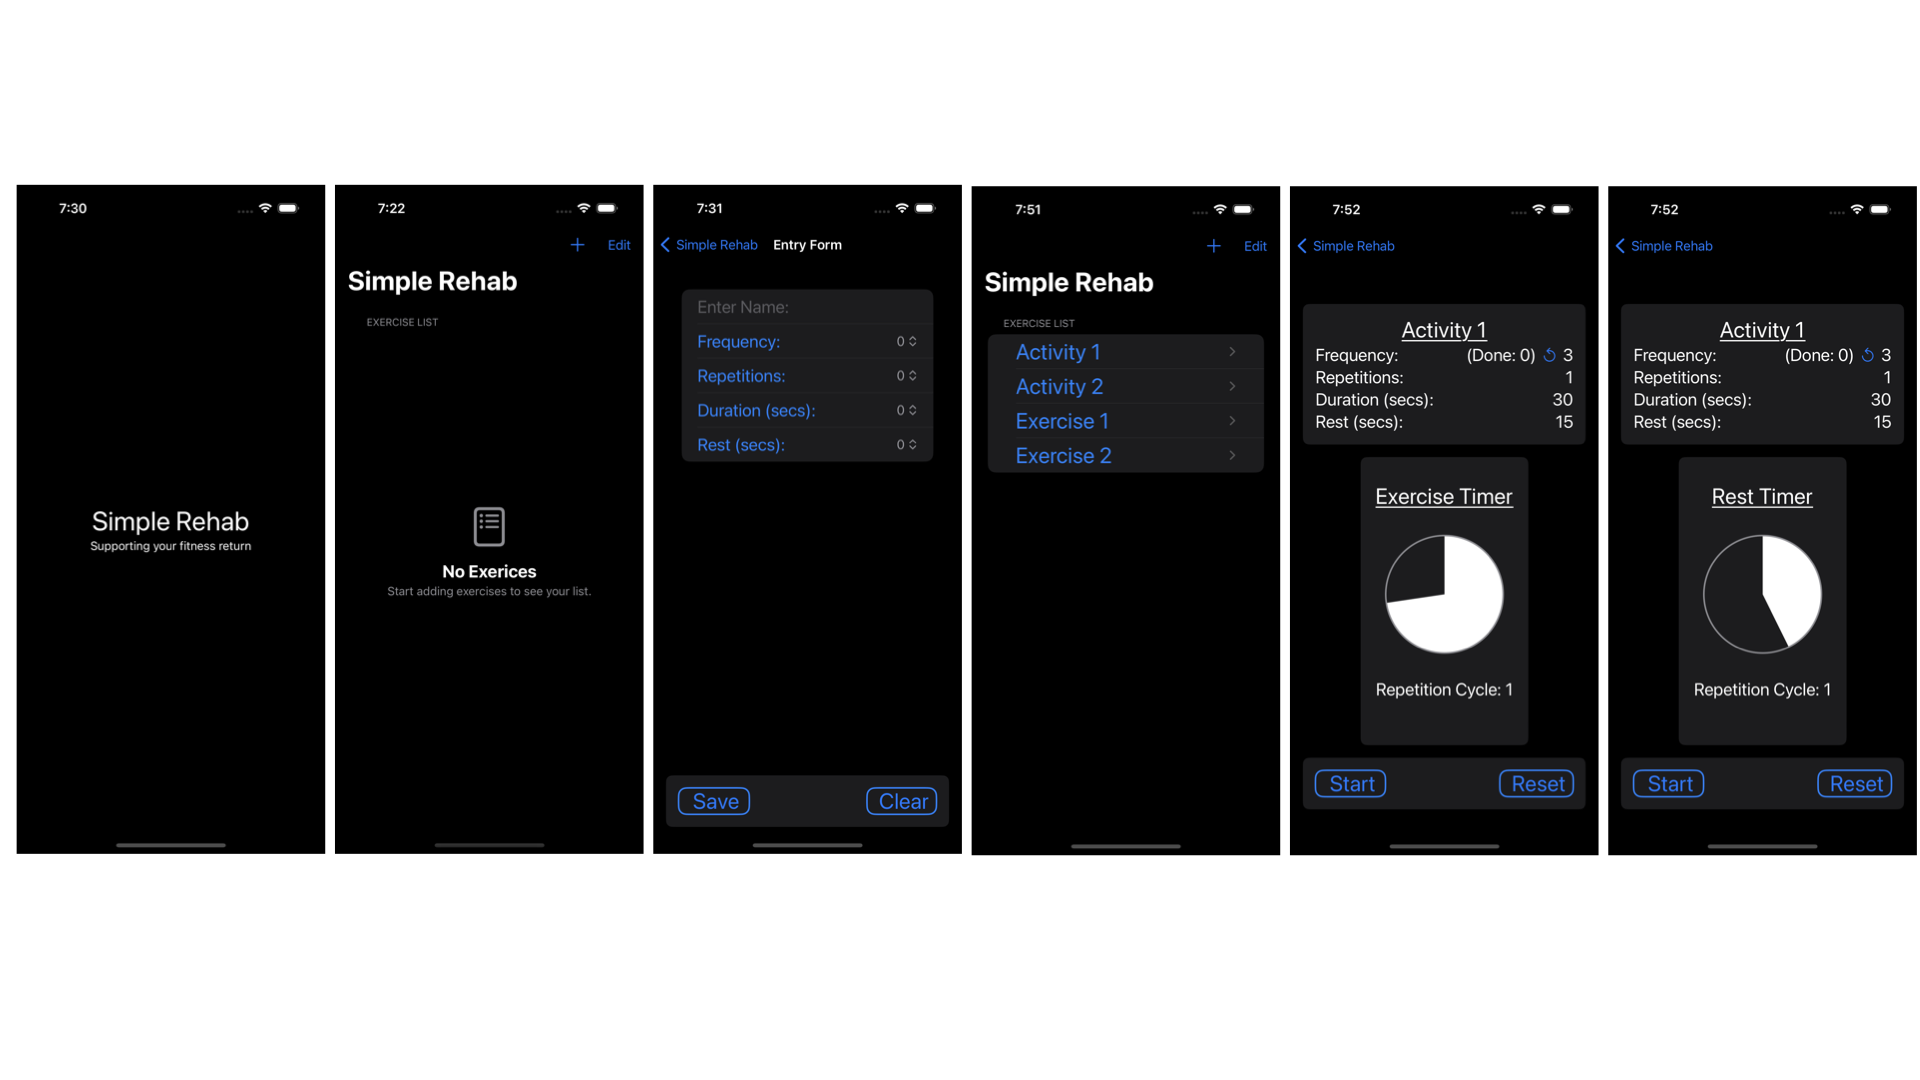 7:30
Simple Rehab
Supporting your fitness return
7:22
+ Edit
Simple Rehab
EXERCISE LIST
No Exerices
Start adding exercises to see your list.
7:31
Simple Rehab Entry Form
Enter Name:
Frequency: 0
Repetitions: 0
Duration (secs): 0
Rest (secs): 0
Save Clear
7:51
+ Edit
Simple Rehab
EXERCISE LIST
Activity 1
Activity 2
Exercise 1
Exercise 2
7:52
Simple Rehab
Activity 1
Frequency: (Done: 0) 3
Repetitions: 1
Duration (secs): 30
Rest (secs): 15
Exercise Timer
Repetition Cycle: 1
Start Reset
7:52
Simple Rehab
Activity 1
Frequency: (Done: 0) 3
Repetitions: 1
Duration (secs): 30
Rest (secs): 15
Rest Timer
Repetition Cycle: 1
Start Reset